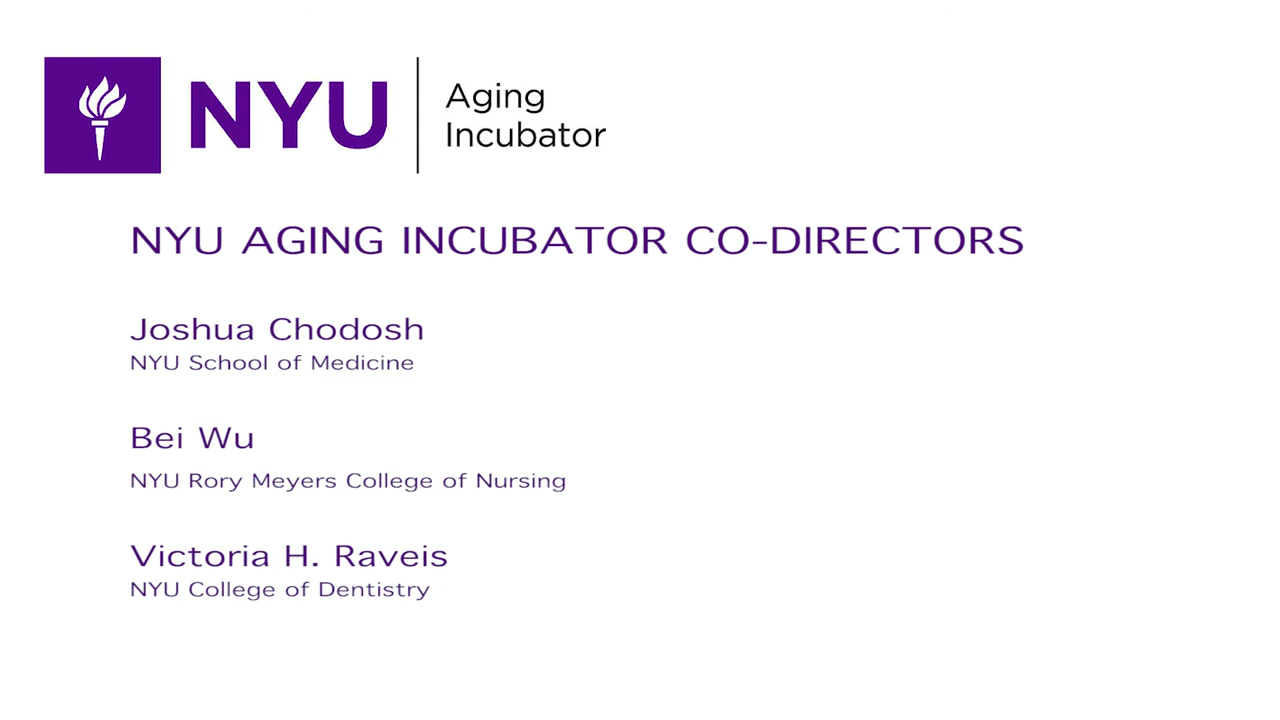 NYU
Aging
Incubator
NYU AGING INCUBATOR CO-DIRECTORS
Joshua Chodosh
NYU School of Medicine
Bei Wu
NYU Rory Meyers College of Nursing
Victoria H. Raveis
NYU College of Dentistry